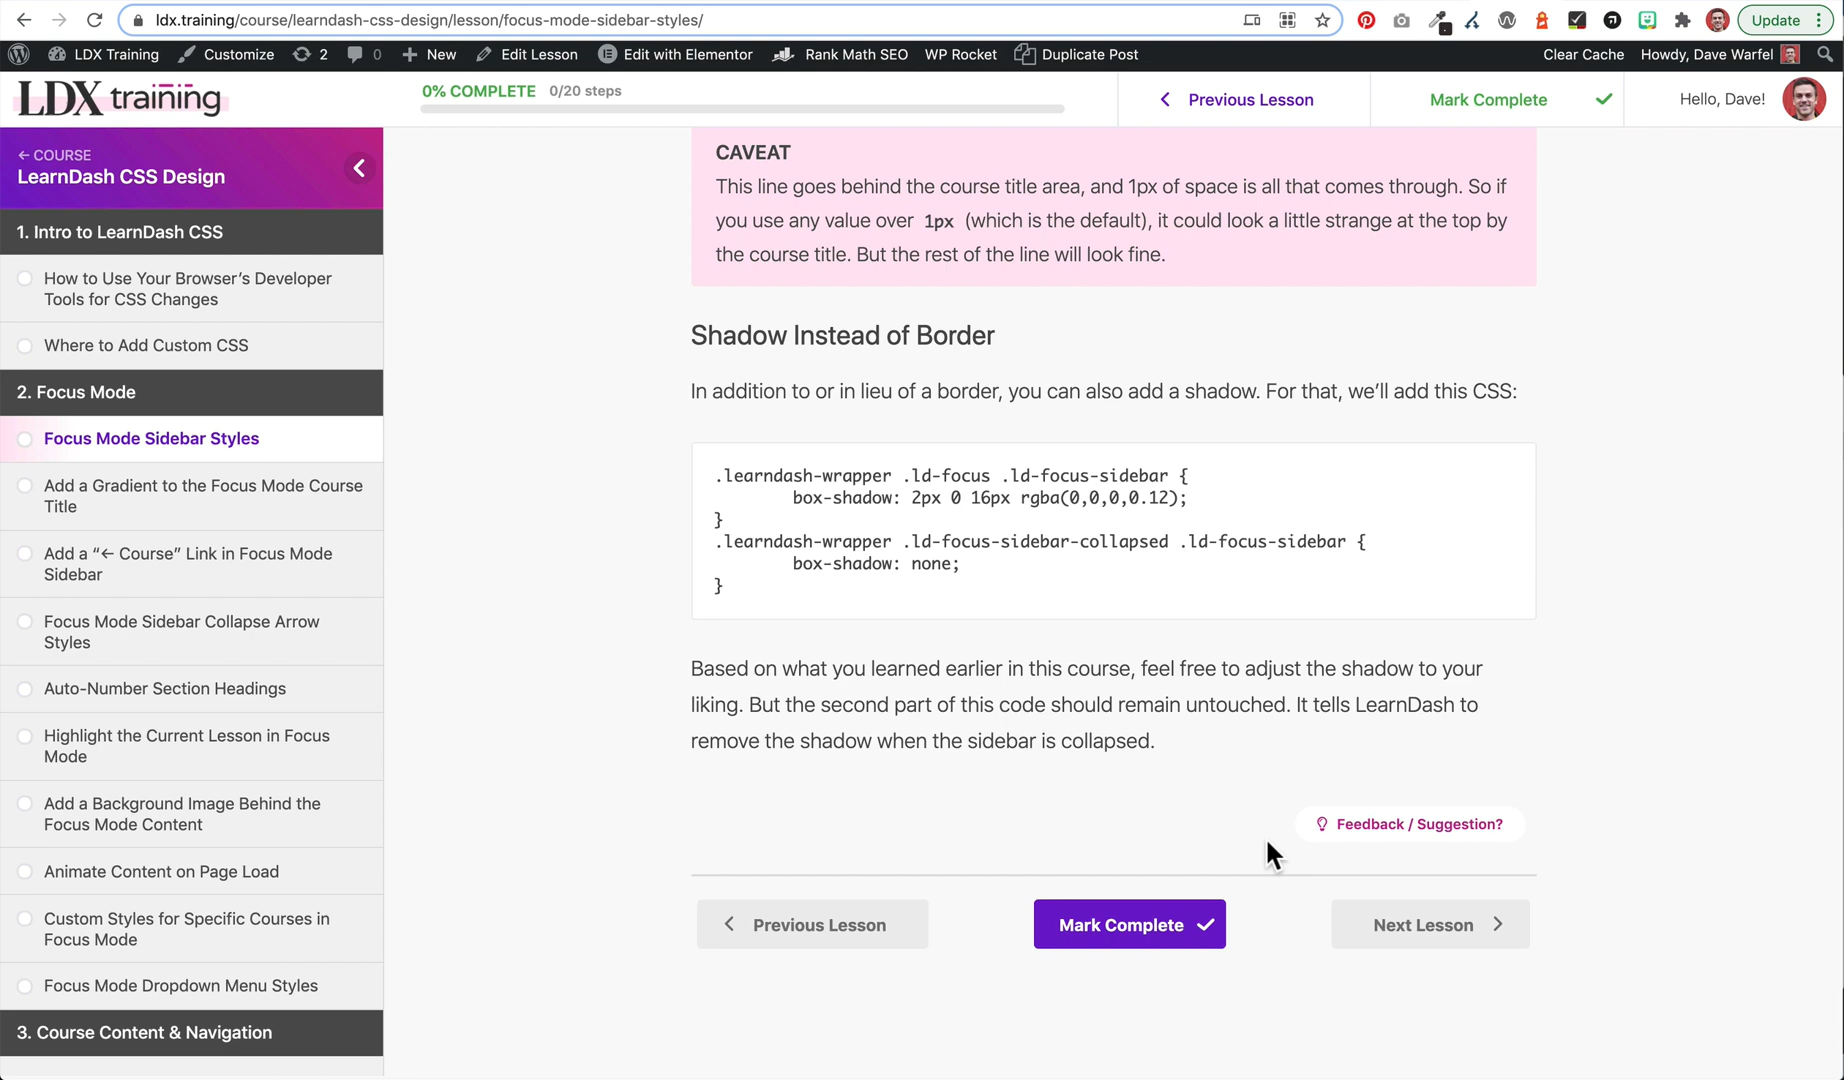 ldx.training/course/learndash-css-design/lesson/focus-mode-sidebar-styles/
Update
LDX Training
Customize
2
0
New
Edit Lesson
Edit with Elementor
Rank Math SEO
WP Rocket
Duplicate Post
Clear Cache
Howdy, Dave Warfel
LDX training
0% COMPLETE 0/20 steps
Previous Lesson
Mark Complete
Hello, Dave!
← COURSE
LearnDash CSS Design
1. Intro to LearnDash CSS
How to Use Your Browser’s Developer
Tools for CSS Changes
Where to Add Custom CSS
2. Focus Mode
Focus Mode Sidebar Styles
Add a Gradient to the Focus Mode Course
Title
Add a “← Course” Link in Focus Mode
Sidebar
Focus Mode Sidebar Collapse Arrow
Styles
Auto-Number Section Headings
Highlight the Current Lesson in Focus
Mode
Add a Background Image Behind the
Focus Mode Content
Animate Content on Page Load
Custom Styles for Specific Courses in
Focus Mode
Focus Mode Dropdown Menu Styles
3. Course Content & Navigation
CAVEAT
This line goes behind the course title area, and 1px of space is all that comes through. So if
you use any value over 1px (which is the default), it could look a little strange at the top by
the course title. But the rest of the line will look fine.
Shadow Instead of Border
In addition to or in lieu of a border, you can also add a shadow. For that, we’ll add this CSS:
.learndash-wrapper .ld-focus .ld-focus-sidebar {
box-shadow: 2px 0 16px rgba(0,0,0,0.12);
}
.learndash-wrapper .ld-focus-sidebar-collapsed .ld-focus-sidebar {
box-shadow: none;
}
Based on what you learned earlier in this course, feel free to adjust the shadow to your
liking. But the second part of this code should remain untouched. It tells LearnDash to
remove the shadow when the sidebar is collapsed.
Feedback / Suggestion?
Previous Lesson
Mark Complete
Next Lesson